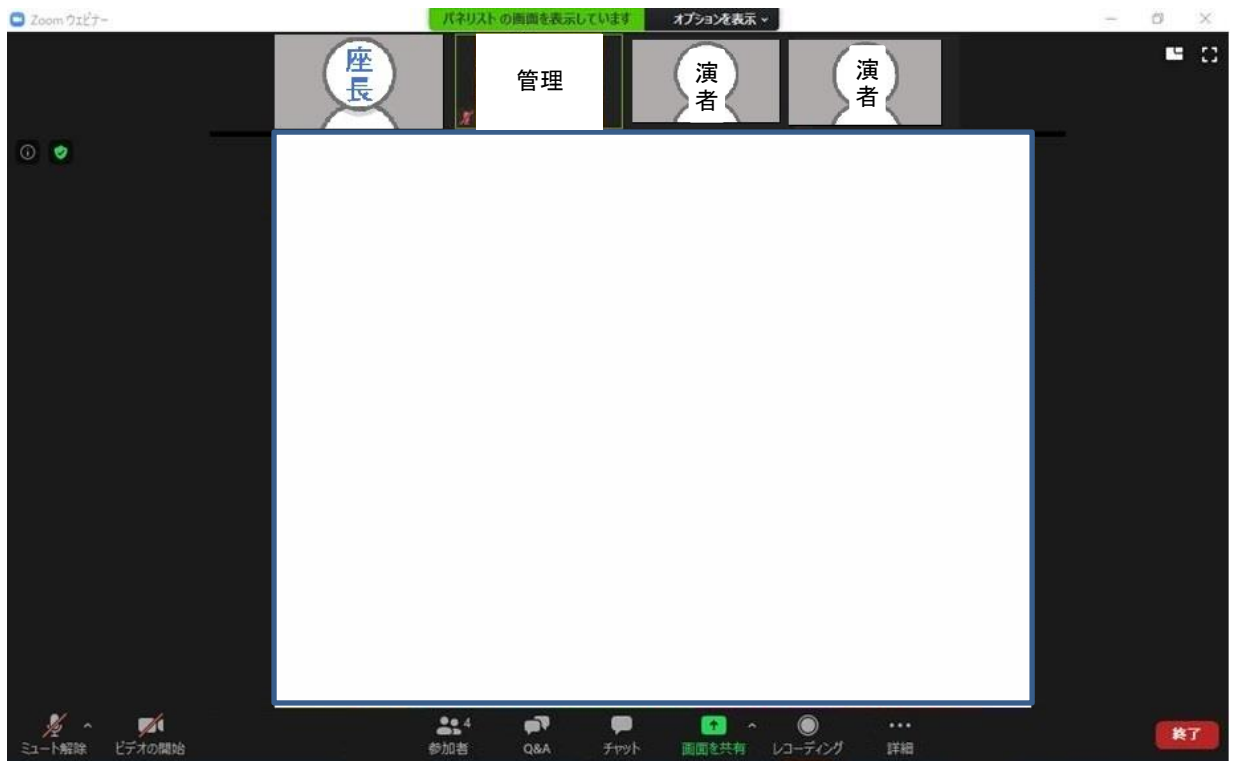 Zoom ウェビナー
パネリスト の画面を表示しています
オプションを表示
座
長
管理
演
者
演
者
4
ミュート解除
ビデオの開始
参加者
Q&A
チャット
画面を共有
レコーディング
詳細
終了